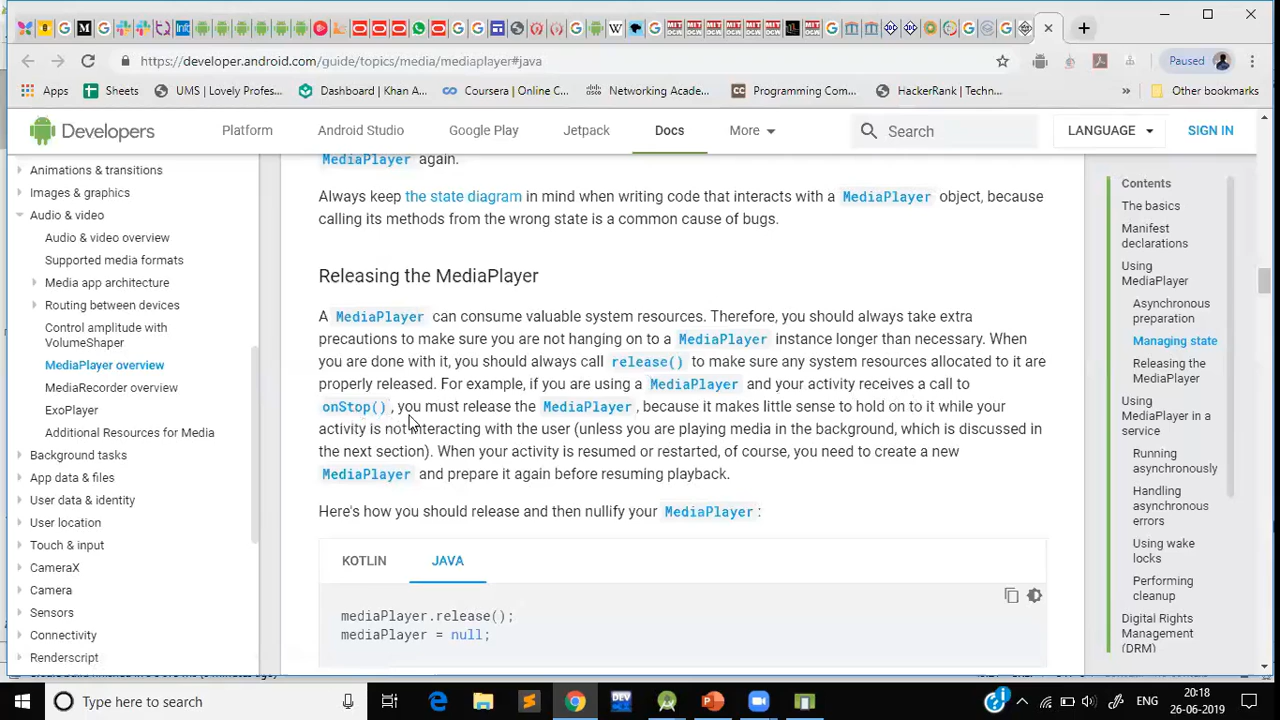 https://developer.android.com/guide/topics/media/mediaplayer#java
Paused
Apps
Sheets
UMS | Lovely Profes...
Dashboard | Khan A...
Coursera | Online C...
Networking Academ...
Programming Com...
HackerRank | Techn...
»
Other bookmarks
Developers
Platform
Android Studio
Google Play
Jetpack
Docs
More
Search
LANGUAGE
SIGN IN
Animations & transitions
Images & graphics
Audio & video
Audio & video overview
Supported media formats
Media app architecture
Routing between devices
Control amplitude with
VolumeShaper
MediaPlayer overview
MediaRecorder overview
ExoPlayer
Additional Resources for Media
Background tasks
App data & files
User data & identity
User location
Touch & input
CameraX
Camera
Sensors
Connectivity
Renderscript
MediaPlayer again.
Always keep the state diagram in mind when writing code that interacts with a MediaPlayer object, because
calling its methods from the wrong state is a common cause of bugs.
Releasing the MediaPlayer
A MediaPlayer can consume valuable system resources. Therefore, you should always take extra
precautions to make sure you are not hanging on to a MediaPlayer instance longer than necessary. When
you are done with it, you should always call release() to make sure any system resources allocated to it are
properly released. For example, if you are using a MediaPlayer and your activity receives a call to
onStop(), you must release the MediaPlayer, because it makes little sense to hold on to it while your
activity is not interacting with the user (unless you are playing media in the background, which is discussed in
the next section). When your activity is resumed or restarted, of course, you need to create a new
MediaPlayer and prepare it again before resuming playback.
Here's how you should release and then nullify your MediaPlayer:
KOTLIN
JAVA
mediaPlayer.release();
mediaPlayer = null;
Contents
The basics
Manifest
declarations
Using
MediaPlayer
Asynchronous
preparation
Managing state
Releasing the
MediaPlayer
Using
MediaPlayer in a
service
Running
asynchronously
Handling
asynchronous
errors
Using wake
locks
Performing
cleanup
Digital Rights
Management
(DRM)
Type here to search
ENG
20:18
26-06-2019